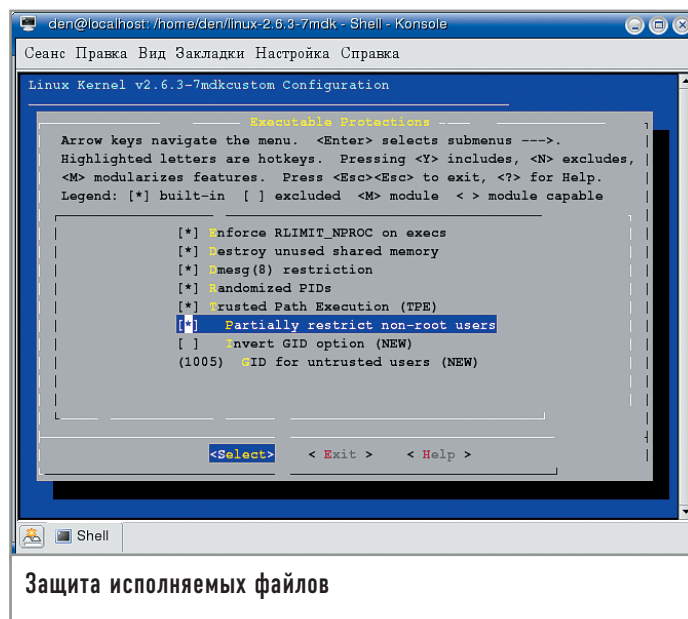 den@localhost: /home/den/linux-2.6.3-7mdk - Shell - Konsole
Сеанс Правка Вид Закладки Настройка Справка
Linux Kernel v2.6.3-7mdkcustom Configuration
Executable Protections
Arrow keys navigate the menu. <Enter> selects submenus --->.
Highlighted letters are hotkeys. Pressing <Y> includes, <N> excludes,
<M> modularizes features. Press <Esc><Esc> to exit, <?> for Help.
Legend: [*] built-in [ ] excluded <M> module < > module capable
[*] Enforce RLIMIT_NPROC on execs
[*] Destroy unused shared memory
[*] Dmesg(8) restriction
[*] Randomized PIDs
[*] Trusted Path Execution (TPE)
[*] Partially restrict non-root users
[ ] Invert GID option (NEW)
(1005) GID for untrusted users (NEW)
<Select> < Exit > < Help >
Shell
Защита исполняемых файлов